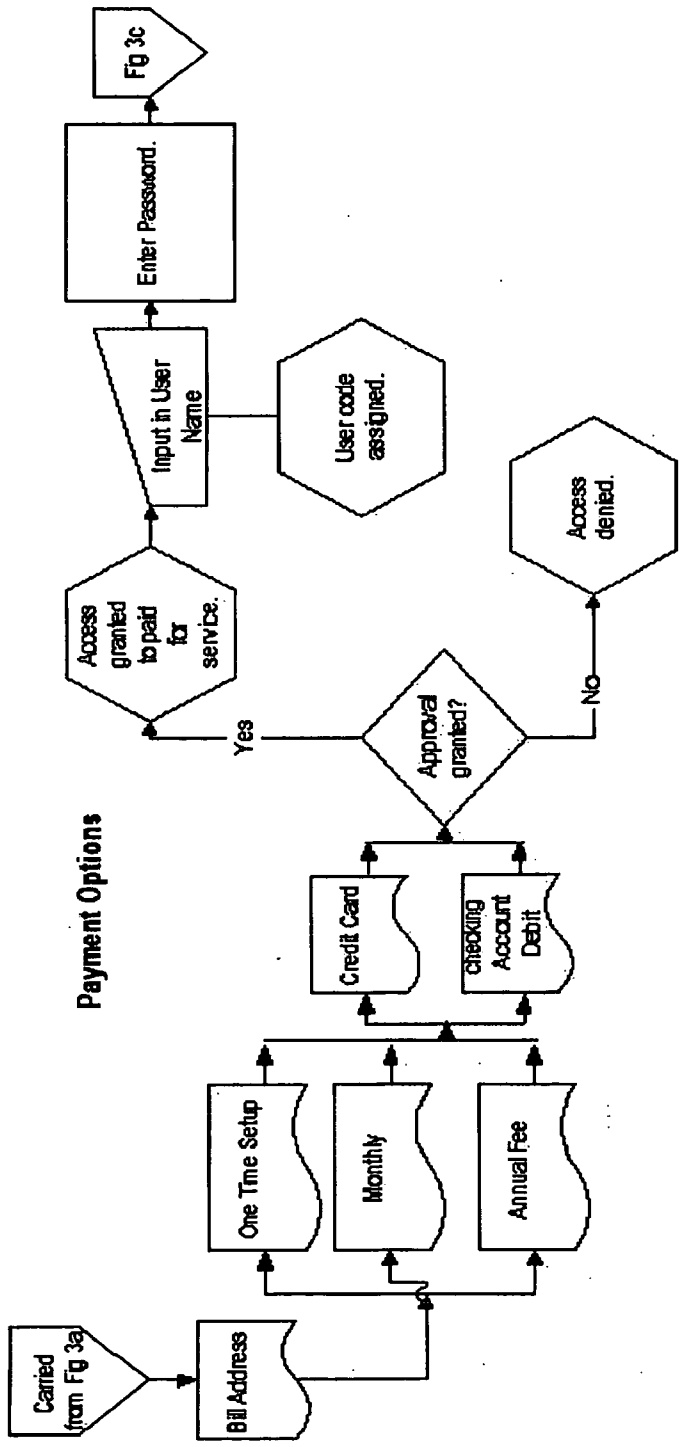 Payment Options
Carried
from Fig 3a
Bill Address
One Time Setup
Monthly
Annual Fee
Credit Card
checking
Account
Debit
Approval
granted?
Yes
No
Access
granted
to paid
for
service.
Access
denied.
Input in User
Name
User code
assigned.
Enter Password.
Fig 3c